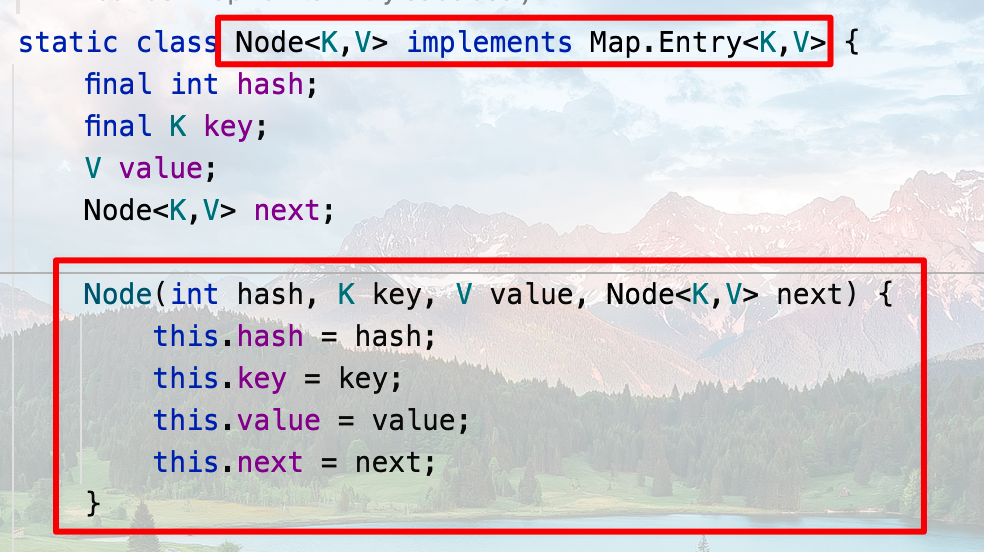 static class Node<K,V> implements Map.Entry<K,V> {
final int hash;
final K key;
V value;
Node<K,V> next;
Node(int hash, K key, V value, Node<K,V> next) {
this.hash = hash;
this.key = key;
this.value = value;
this.next = next;
}